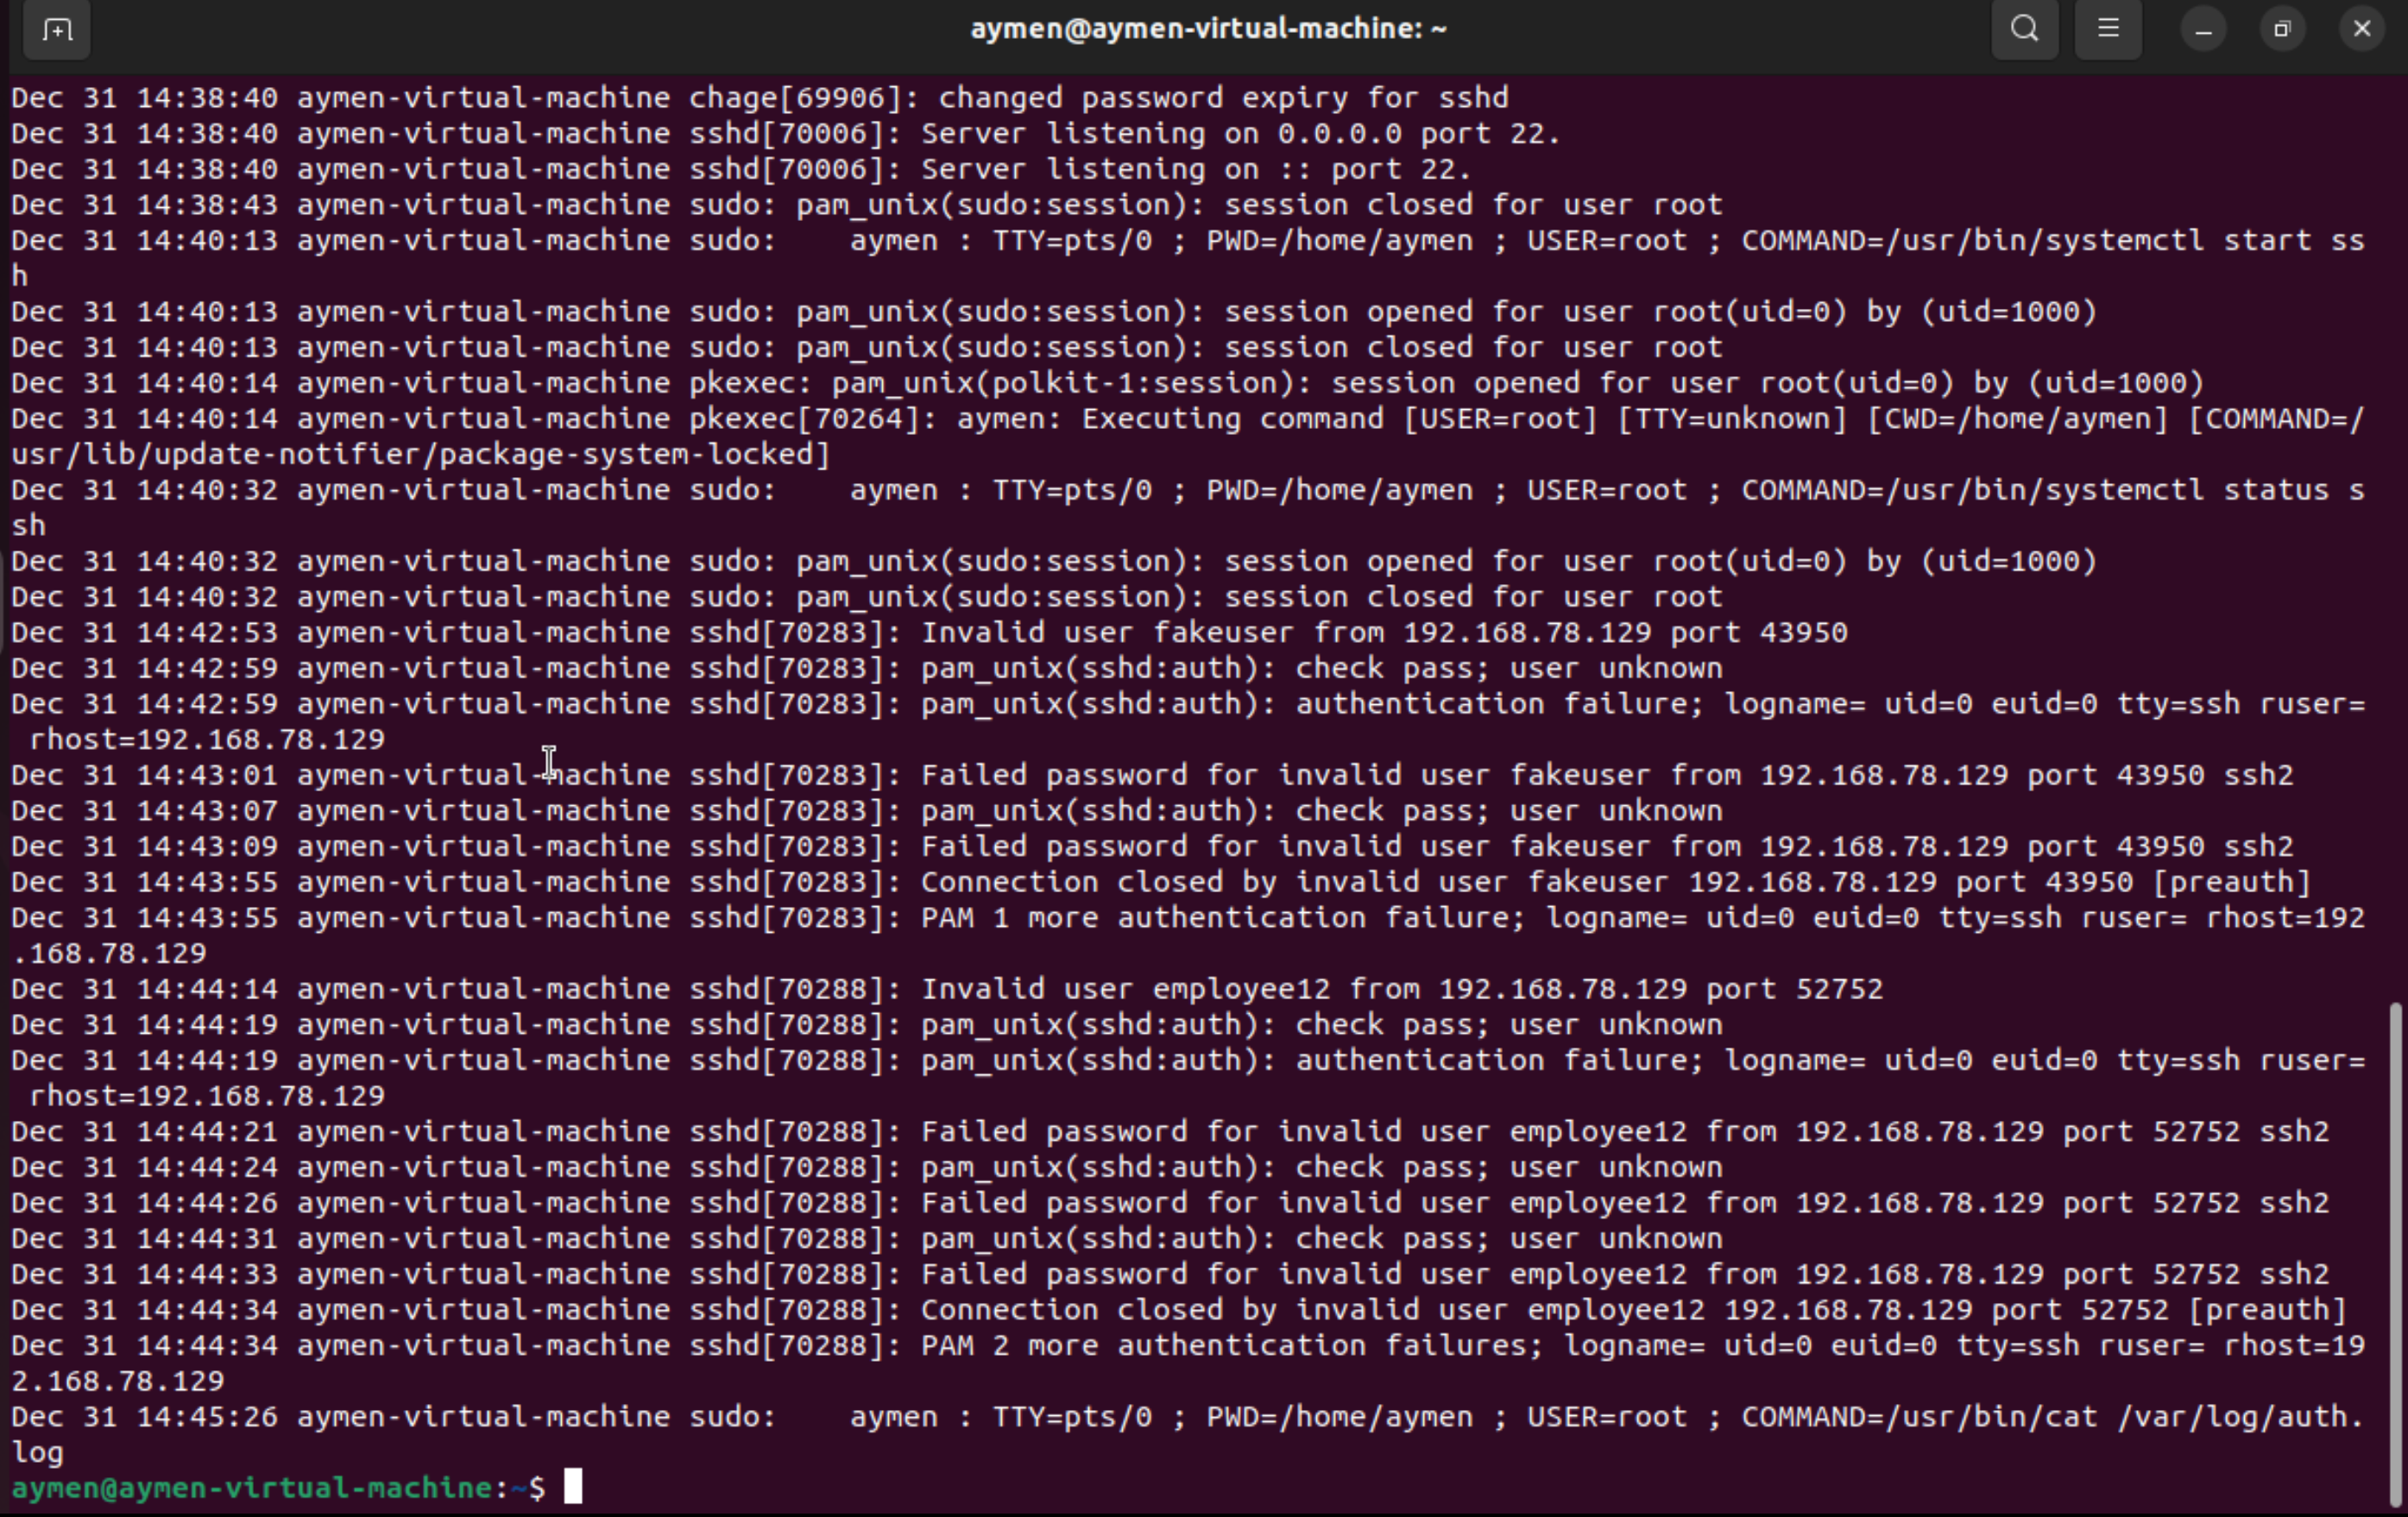 aymen@aymen-virtual-machine: ~
Dec 31 14:38:40 aymen-virtual-machine chage[69906]: changed password expiry for sshd
Dec 31 14:38:40 aymen-virtual-machine sshd[70006]: Server listening on 0.0.0.0 port 22.
Dec 31 14:38:40 aymen-virtual-machine sshd[70006]: Server listening on :: port 22.
Dec 31 14:38:43 aymen-virtual-machine sudo: pam_unix(sudo:session): session closed for user root
Dec 31 14:40:13 aymen-virtual-machine sudo:    aymen : TTY=pts/0 ; PWD=/home/aymen ; USER=root ; COMMAND=/usr/bin/systemctl start ss
h
Dec 31 14:40:13 aymen-virtual-machine sudo: pam_unix(sudo:session): session opened for user root(uid=0) by (uid=1000)
Dec 31 14:40:13 aymen-virtual-machine sudo: pam_unix(sudo:session): session closed for user root
Dec 31 14:40:14 aymen-virtual-machine pkexec: pam_unix(polkit-1:session): session opened for user root(uid=0) by (uid=1000)
Dec 31 14:40:14 aymen-virtual-machine pkexec[70264]: aymen: Executing command [USER=root] [TTY=unknown] [CWD=/home/aymen] [COMMAND=/
usr/lib/update-notifier/package-system-locked]
Dec 31 14:40:32 aymen-virtual-machine sudo:    aymen : TTY=pts/0 ; PWD=/home/aymen ; USER=root ; COMMAND=/usr/bin/systemctl status s
sh
Dec 31 14:40:32 aymen-virtual-machine sudo: pam_unix(sudo:session): session opened for user root(uid=0) by (uid=1000)
Dec 31 14:40:32 aymen-virtual-machine sudo: pam_unix(sudo:session): session closed for user root
Dec 31 14:42:53 aymen-virtual-machine sshd[70283]: Invalid user fakeuser from 192.168.78.129 port 43950
Dec 31 14:42:59 aymen-virtual-machine sshd[70283]: pam_unix(sshd:auth): check pass; user unknown
Dec 31 14:42:59 aymen-virtual-machine sshd[70283]: pam_unix(sshd:auth): authentication failure; logname= uid=0 euid=0 tty=ssh ruser=
 rhost=192.168.78.129
Dec 31 14:43:01 aymen-virtual-machine sshd[70283]: Failed password for invalid user fakeuser from 192.168.78.129 port 43950 ssh2
Dec 31 14:43:07 aymen-virtual-machine sshd[70283]: pam_unix(sshd:auth): check pass; user unknown
Dec 31 14:43:09 aymen-virtual-machine sshd[70283]: Failed password for invalid user fakeuser from 192.168.78.129 port 43950 ssh2
Dec 31 14:43:55 aymen-virtual-machine sshd[70283]: Connection closed by invalid user fakeuser 192.168.78.129 port 43950 [preauth]
Dec 31 14:43:55 aymen-virtual-machine sshd[70283]: PAM 1 more authentication failure; logname= uid=0 euid=0 tty=ssh ruser= rhost=192
.168.78.129
Dec 31 14:44:14 aymen-virtual-machine sshd[70288]: Invalid user employee12 from 192.168.78.129 port 52752
Dec 31 14:44:19 aymen-virtual-machine sshd[70288]: pam_unix(sshd:auth): check pass; user unknown
Dec 31 14:44:19 aymen-virtual-machine sshd[70288]: pam_unix(sshd:auth): authentication failure; logname= uid=0 euid=0 tty=ssh ruser=
 rhost=192.168.78.129
Dec 31 14:44:21 aymen-virtual-machine sshd[70288]: Failed password for invalid user employee12 from 192.168.78.129 port 52752 ssh2
Dec 31 14:44:24 aymen-virtual-machine sshd[70288]: pam_unix(sshd:auth): check pass; user unknown
Dec 31 14:44:26 aymen-virtual-machine sshd[70288]: Failed password for invalid user employee12 from 192.168.78.129 port 52752 ssh2
Dec 31 14:44:31 aymen-virtual-machine sshd[70288]: pam_unix(sshd:auth): check pass; user unknown
Dec 31 14:44:33 aymen-virtual-machine sshd[70288]: Failed password for invalid user employee12 from 192.168.78.129 port 52752 ssh2
Dec 31 14:44:34 aymen-virtual-machine sshd[70288]: Connection closed by invalid user employee12 192.168.78.129 port 52752 [preauth]
Dec 31 14:44:34 aymen-virtual-machine sshd[70288]: PAM 2 more authentication failures; logname= uid=0 euid=0 tty=ssh ruser= rhost=19
2.168.78.129
Dec 31 14:45:26 aymen-virtual-machine sudo:    aymen : TTY=pts/0 ; PWD=/home/aymen ; USER=root ; COMMAND=/usr/bin/cat /var/log/auth.
log
aymen@aymen-virtual-machine:~$